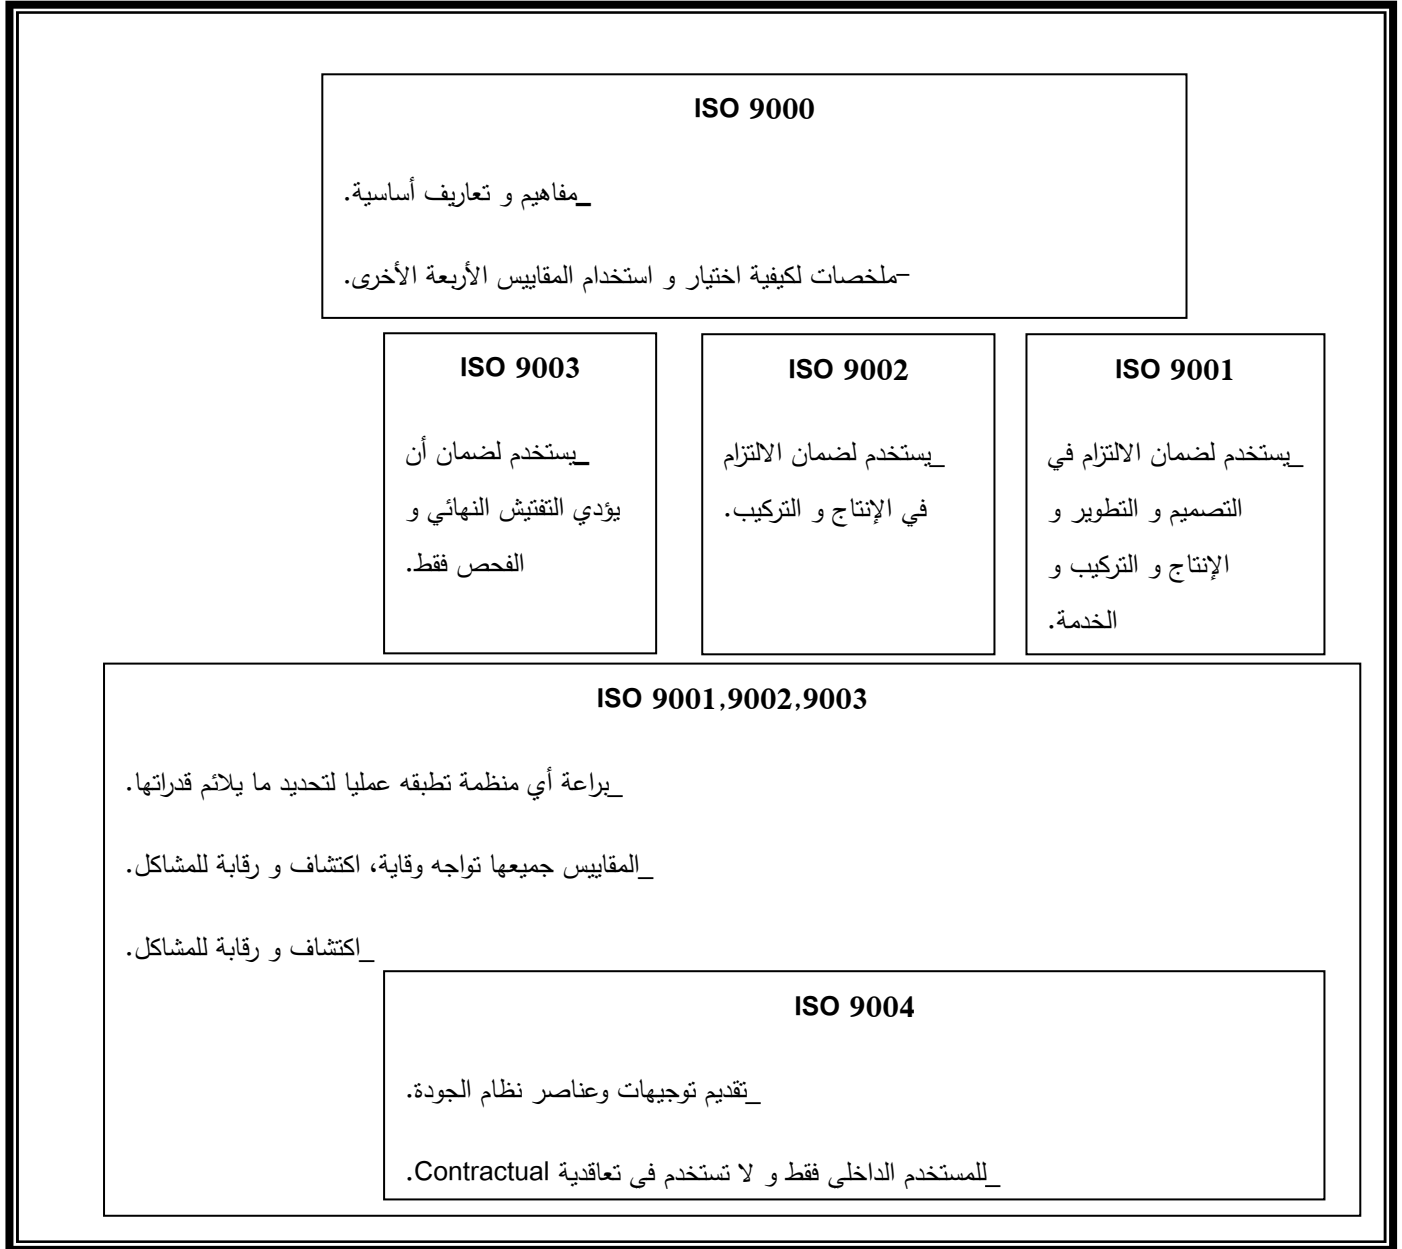 ISO 9000
_مفاهيم و تعاريف أساسية.
-ملخصات لكيفية اختيار و استخدام المقاييس الأربعة الأخرى.
ISO 9001
_يستخدم لضمان الالتزام في
التصميم و التطوير و
الإنتاج و التركيب و
الخدمة.
ISO 9002
_يستخدم لضمان الالتزام
في الإنتاج و التركيب.
ISO 9003
_يستخدم لضمان أن
يؤدي التفتيش النهائي و
الفحص فقط.
ISO 9001,9002,9003
_براعة أي منظمة تطبقه عمليا لتحديد ما يلائم قدراتها.
_المقاييس جميعها تواجه وقاية، اكتشاف و رقابة للمشاكل.
_اكتشاف و رقابة للمشاكل.
ISO 9004
_تقديم توجيهات وعناصر نظام الجودة.
_للمستخدم الداخلي فقط و لا تستخدم في تعاقدية Contractual.